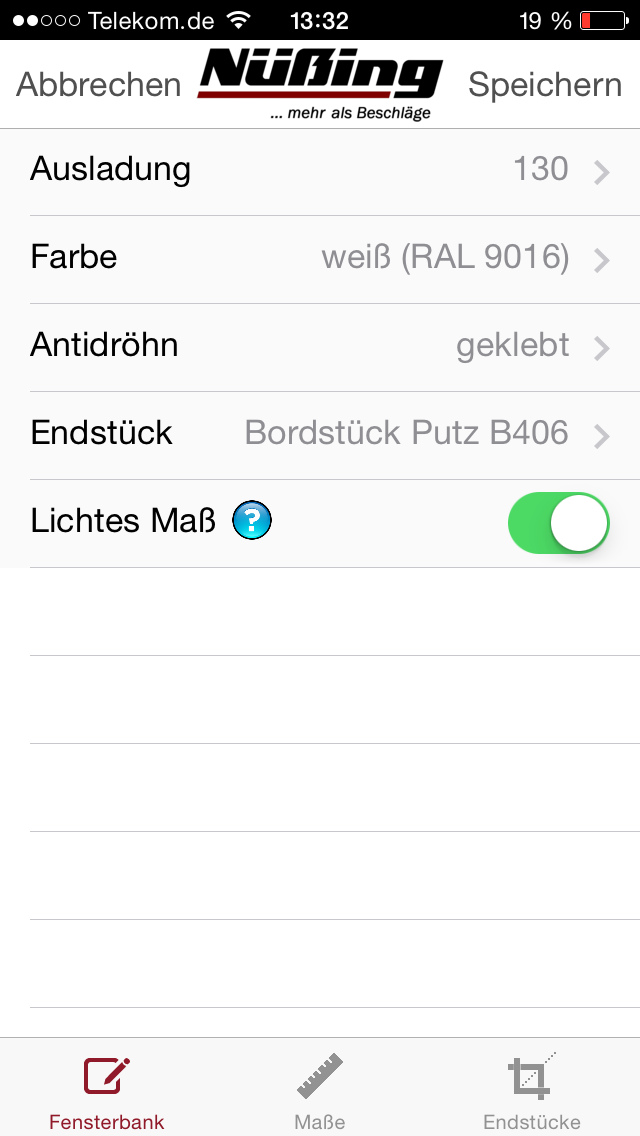 Telekom.de 13:32 19 %
Abbrechen Nüßing Speichern
... mehr als Beschläge
Ausladung 130
Farbe weiß (RAL 9016)
Antidröhn geklebt
Endstück Bordstück Putz B406
Lichtes Maß ?
Fensterbank Maße Endstücke